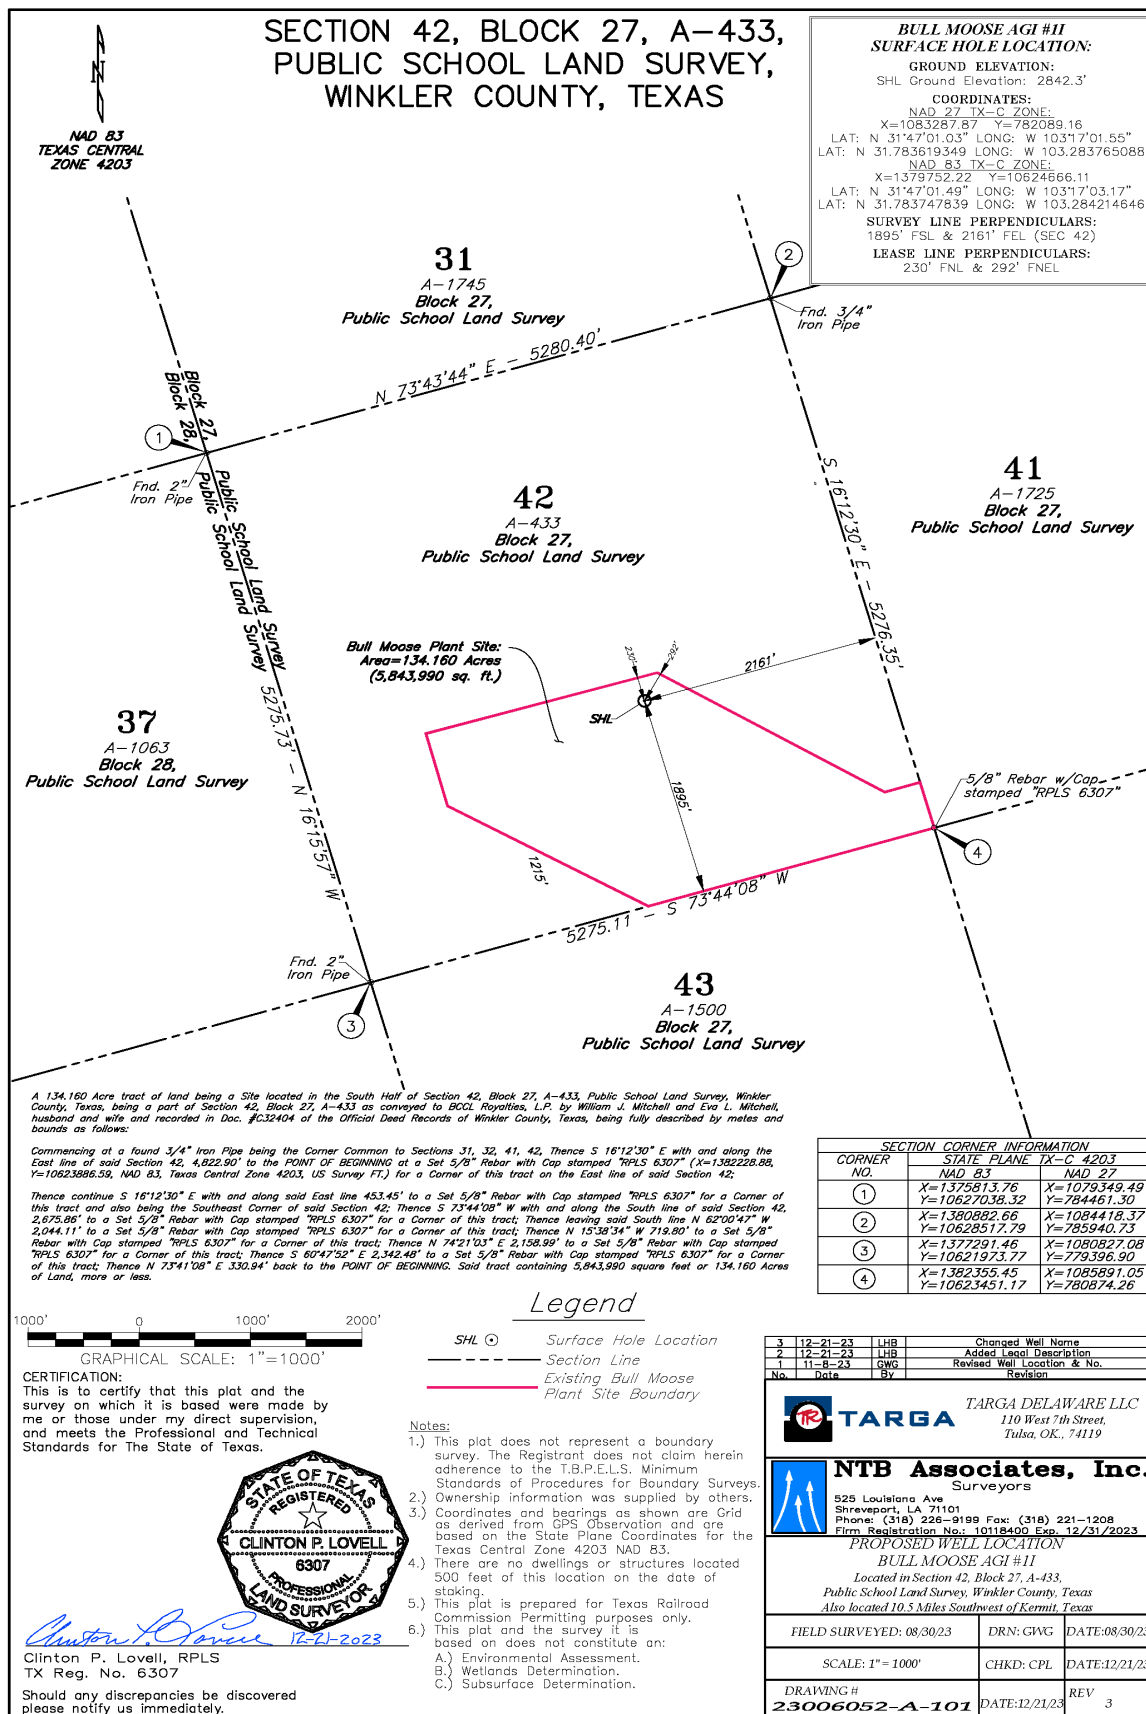 SECTION 42, BLOCK 27, A-433,
PUBLIC SCHOOL LAND SURVEY,
WINKLER COUNTY, TEXAS
N
NAD 83
TEXAS CENTRAL
ZONE 4203
BULL MOOSE AGI #1I
SURFACE HOLE LOCATION:
GROUND ELEVATION:
SHL Ground Elevation: 2842.3'
COORDINATES:
NAD 27 TX-C ZONE:
X=1083287.87 Y=782089.16
LAT: N 31°47'01.03" LONG: W 103°17'01.55"
LAT: N 31.783619349 LONG: W 103.283765088
NAD 83 TX-C ZONE:
X=1379752.22 Y=10624666.11
LAT: N 31°47'01.49" LONG: W 103°17'03.17"
LAT: N 31.783747839 LONG: W 103.284214646
SURVEY LINE PERPENDICULARS:
1895' FSL & 2161' FEL (SEC 42)
LEASE LINE PERPENDICULARS:
230' FNL & 292' FNEL
31
A-1745
Block 27,
Public School Land Survey
2
Fnd. 3/4"
Iron Pipe
N 73°43'44" E - 5280.40'
1
Fnd. 2"
Iron Pipe
Block 27,
Block 28,
Public School Land Survey
Public School Land Survey
5275.73' - N 16°15'57" W
42
A-433
Block 27,
Public School Land Survey
S 16°12'30" E - 5276.35'
41
A-1725
Block 27,
Public School Land Survey
Bull Moose Plant Site:
Area=134.160 Acres
(5,843,990 sq. ft.)
230'
292'
2161'
SHL
1895'
1215'
37
A-1063
Block 28,
Public School Land Survey
5/8" Rebar w/Cap
stamped "RPLS 6307"
4
5275.11 - S 73°44'08" W
Fnd. 2"
Iron Pipe
3
43
A-1500
Block 27,
Public School Land Survey
A 134.160 Acre tract of land being a Site located in the South Half of Section 42, Block 27, A-433, Public School Land Survey, Winkler
County, Texas, being a part of Section 42, Block 27, A-433 as conveyed to BCCL Royalties, L.P. by William J. Mitchell and Eva L. Mitchell,
husband and wife and recorded in Doc. #C32404 of the Official Deed Records of Winkler County, Texas, being fully described by metes and
bounds as follows:
Commencing at a found 3/4" Iron Pipe being the Corner Common to Sections 31, 32, 41, 42, Thence S 16°12'30" E with and along the
East line of said Section 42, 4,822.90' to the POINT OF BEGINNING at a Set 5/8" Rebar with Cap stamped "RPLS 6307" (X=1382228.88,
Y=10623886.59, NAD 83, Texas Central Zone 4203, US Survey FT.) for a Corner of this tract on the East line of said Section 42;
Thence continue S 16°12'30" E with and along said East line 453.45' to a Set 5/8" Rebar with Cap stamped "RPLS 6307" for a Corner of
this tract and also being the Southeast Corner of said Section 42; Thence S 73°44'08" W with and along the South line of said Section 42,
2,675.86' to a Set 5/8" Rebar with Cap stamped "RPLS 6307" for a Corner of this tract; Thence leaving said South line N 62°00'47" W
2,044.11' to a Set 5/8" Rebar with Cap stamped "RPLS 6307" for a Corner of this tract; Thence N 15°38'34" W 719.80' to a Set 5/8"
Rebar with Cap stamped "RPLS 6307" for a Corner of this tract; Thence N 74°21'03" E 2,158.99' to a Set 5/8" Rebar with Cap stamped
"RPLS 6307" for a Corner of this tract; Thence S 60°47'52" E 2,342.48' to a Set 5/8" Rebar with Cap stamped "RPLS 6307" for a Corner
of this tract; Thence N 73°41'08" E 330.94' back to the POINT OF BEGINNING. Said tract containing 5,843,990 square feet or 134.160 Acres
of Land, more or less.
SECTION CORNER INFORMATION
CORNER NO. STATE PLANE TX-C 4203
NAD 83 NAD 27
1 X=1375813.76 X=1079349.49
Y=10627038.32 Y=784461.30
2 X=1380882.66 X=1084418.37
Y=10628517.79 Y=785940.73
3 X=1377291.46 X=1080827.08
Y=10621973.77 Y=779396.90
4 X=1382355.45 X=1085891.05
Y=10623451.17 Y=780874.26
1000' 0 1000' 2000'
GRAPHICAL SCALE: 1"=1000'
Legend
SHL Surface Hole Location
Section Line
Existing Bull Moose
Plant Site Boundary
CERTIFICATION:
This is to certify that this plat and the
survey on which it is based were made by
me or those under my direct supervision,
and meets the Professional and Technical
Standards for The State of Texas.
STATE OF TEXAS
REGISTERED
CLINTON P. LOVELL
6307
PROFESSIONAL
LAND SURVEYOR
12-21-2023
Clinton P. Lovell, RPLS
TX Reg. No. 6307
Should any discrepancies be discovered
please notify us immediately.
Notes:
1.) This plat does not represent a boundary
survey. The Registrant does not claim herein
adherence to the T.B.P.E.L.S. Minimum
Standards of Procedures for Boundary Surveys.
2.) Ownership information was supplied by others.
3.) Coordinates and bearings as shown are Grid
as derived from GPS Observation and are
based on the State Plane Coordinates for the
Texas Central Zone 4203 NAD 83.
4.) There are no dwellings or structures located
500 feet of this location on the date of
staking.
5.) This plat is prepared for Texas Railroad
Commission Permitting purposes only.
6.) This plat and the survey it is
based on does not constitute an:
A.) Environmental Assessment.
B.) Wetlands Determination.
C.) Subsurface Determination.
3 12-21-23 LHB Changed Well Name
2 12-21-23 LHB Added Legal Description
1 11-8-23 GWG Revised Well Location & No.
No. Date By Revision
TARGA
TARGA DELAWARE LLC
110 West 7th Street,
Tulsa, OK., 74119
NTB Associates, Inc.
Surveyors
525 Louisiana Ave
Shreveport, LA 71101
Phone: (318) 226-9199 Fax: (318) 221-1208
Firm Registration No.: 10118400 Exp. 12/31/2023
PROPOSED WELL LOCATION
BULL MOOSE AGI #1I
Located in Section 42, Block 27, A-433,
Public School Land Survey, Winkler County, Texas
Also located 10.5 Miles Southwest of Kermit, Texas
FIELD SURVEYED: 08/30/23 DRN: GWG DATE:08/30/23
SCALE: 1" = 1000' CHKD: CPL DATE:12/21/23
DRAWING #
23006052-A-101 DATE:12/21/23 REV 3